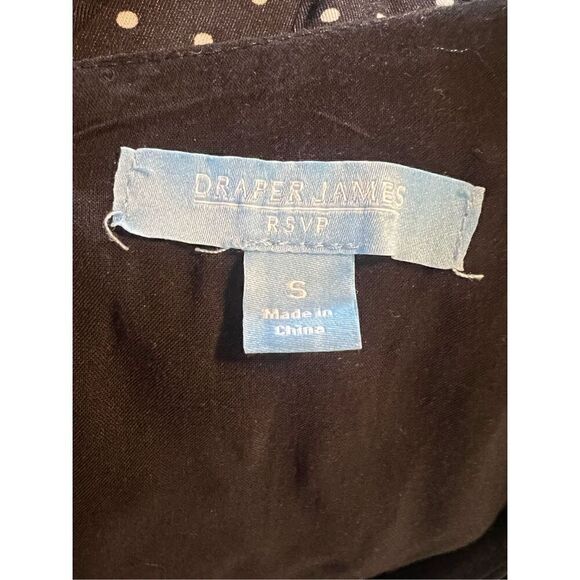 DRAPER JAMES
RSVP
S
Made in
China